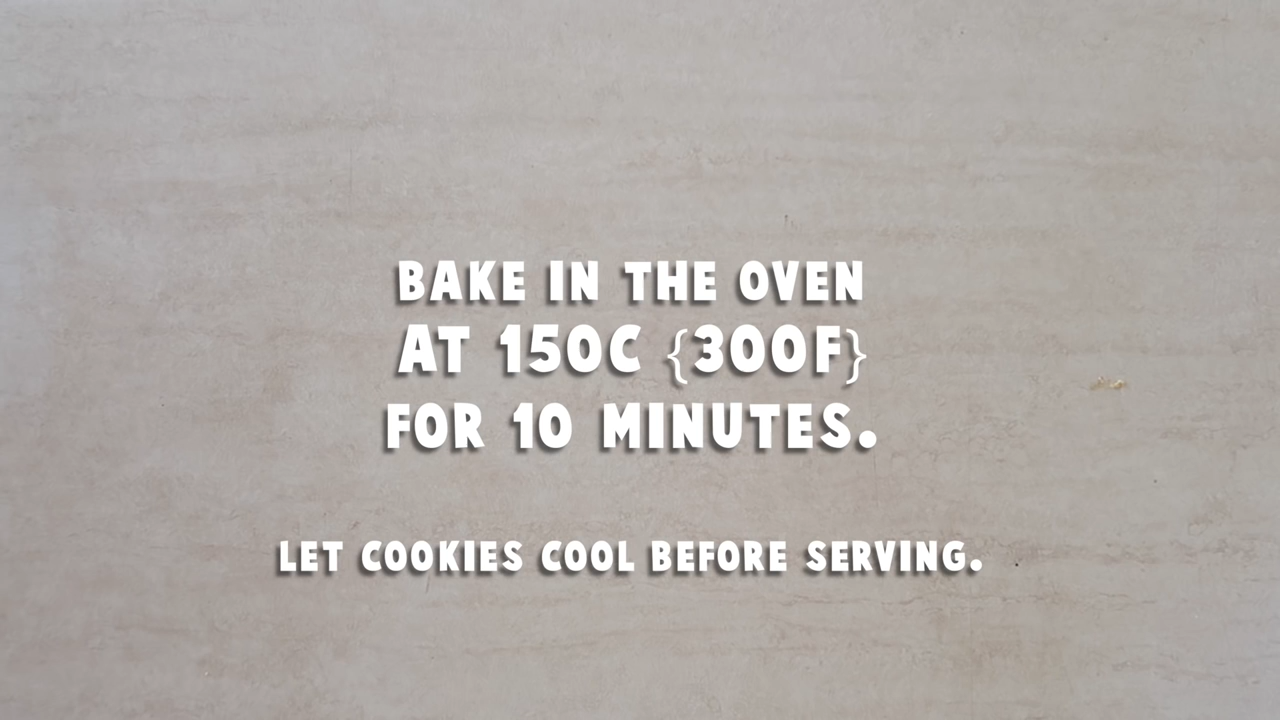 BAKE IN THE OVEN
AT 150C {300F}
FOR 10 MINUTES.
LET COOKIES COOL BEFORE SERVING.